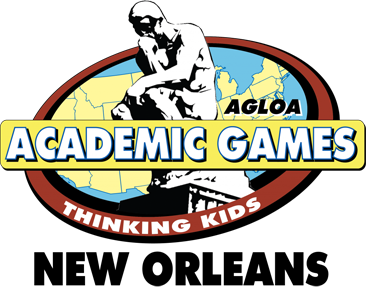 AGLOA
ACADEMIC GAMES
THINKING KIDS
NEW ORLEANS